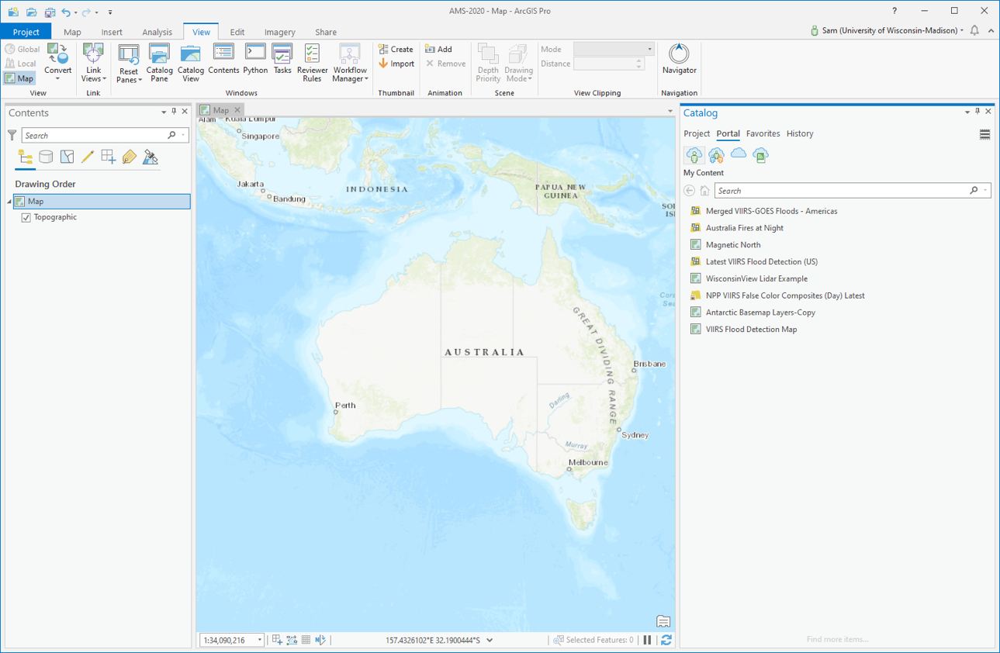 AMS-2020 - Map - ArcGIS Pro
?
Project Map Insert Analysis View Edit Imagery Share
Sam (University of Wisconsin-Madison)
Global
Local
Map
Convert
View
Link Views
Link
Reset Panes
Catalog Pane
Catalog View
Contents
Python
Tasks
Reviewer Rules
Workflow Manager
Windows
Create
Import
Thumbnail
Add
Remove
Animation
Depth Priority
Drawing Mode
Scene
Mode
Distance
View Clipping
Navigator
Navigation
Contents
Search
Drawing Order
Map
Topographic
Map
Alam
Kuala Lumpur
Singapore
Jakarta
Bandung
INDONESIA
PAPUA NEW
GUINEA
SO
ISI
Cor
Sea
GREAT DIVIDING RANGE
AUSTRALIA
Brisbane
Perth
Darling
Sydney
Murray
Melbourne
1:34,090,216
157.4326102°E 32.1900444°S
Selected Features: 0
Catalog
Project Portal Favorites History
My Content
Search
Merged VIIRS-GOES Floods - Americas
Australia Fires at Night
Magnetic North
Latest VIIRS Flood Detection (US)
WisconsinView Lidar Example
NPP VIIRS False Color Composites (Day) Latest
Antarctic Basemap Layers-Copy
VIIRS Flood Detection Map
Find more items...